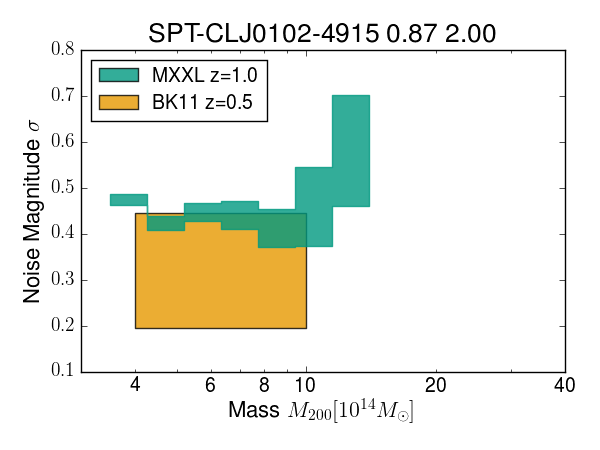 SPT-CLJ0102-4915 0.87 2.00
MXXL z=1.0
BK11 z=0.5
Noise Magnitude σ
0.8
0.7
0.6
0.5
0.4
0.3
0.2
0.1
4 6 8 10 20 40
Mass M₂₀₀[10¹⁴M⊙]